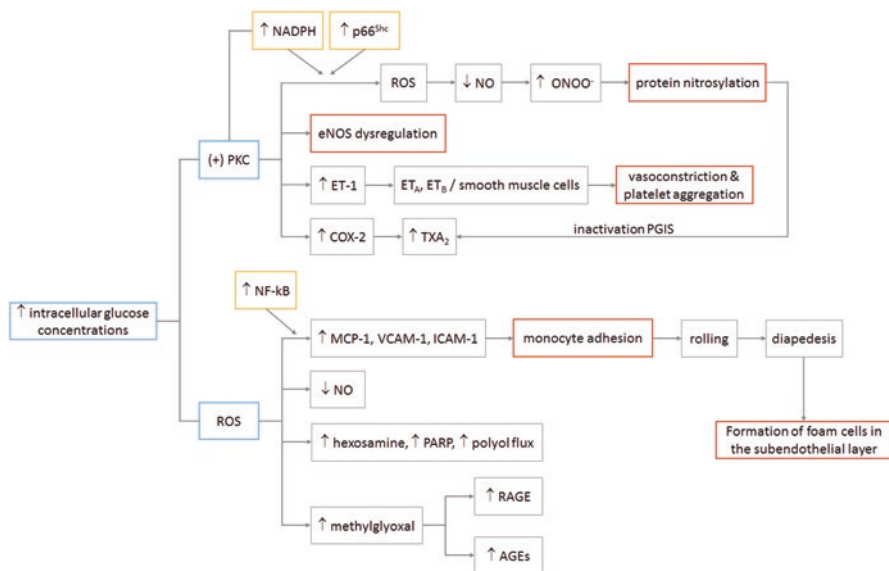 ↑ NADPH
↑ p66Shc
ROS
↓ NO
↑ ONOO-
protein nitrosylation
(+) PKC
eNOS dysregulation
↑ ET-1
ETA, ETB / smooth muscle cells
vasoconstriction &
platelet aggregation
↑ COX-2
↑ TXA2
inactivation PGIS
↑ intracellular glucose
concentrations
↑ NF-kB
↑ MCP-1, VCAM-1, ICAM-1
monocyte adhesion
rolling
diapedesis
↓ NO
ROS
↑ hexosamine, ↑ PARP, ↑ polyol flux
Formation of foam cells in
the subendothelial layer
↑ methylglyoxal
↑ RAGE
↑ AGEs